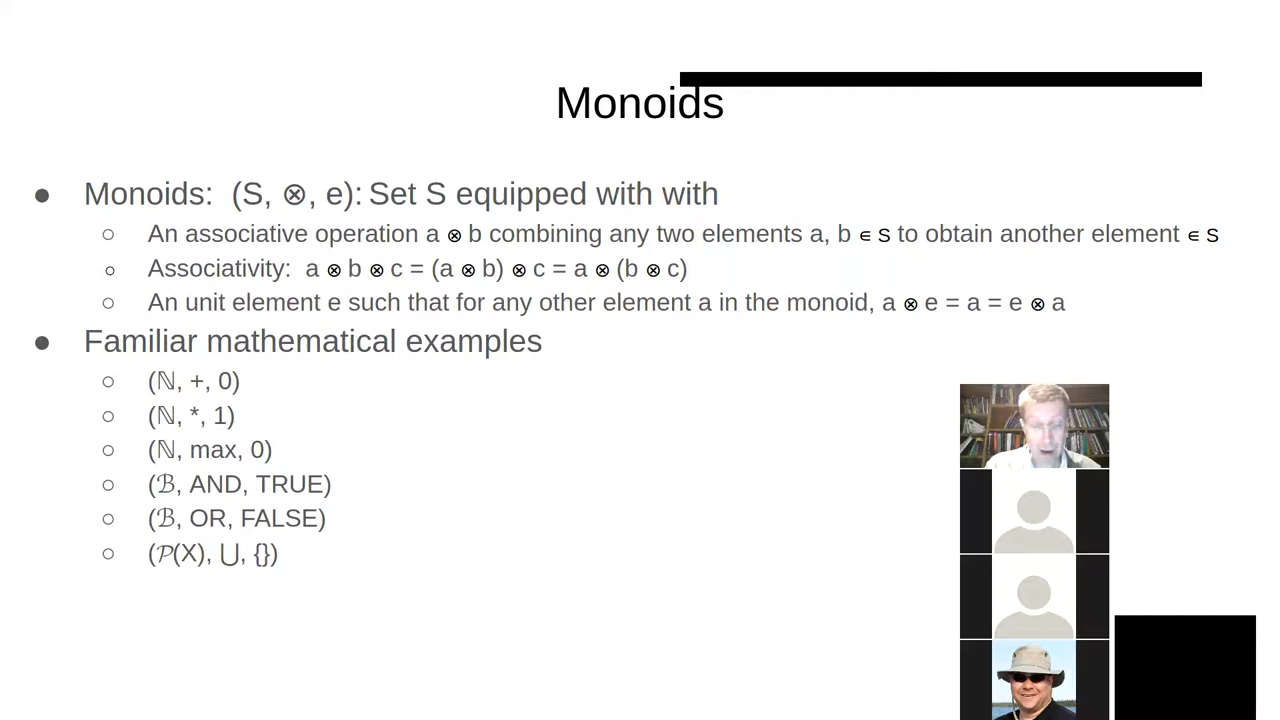 Monoids
● Monoids: (S, ⊗, e): Set S equipped with with
○ An associative operation a ⊗ b combining any two elements a, b ∈ S to obtain another element ∈ S
○ Associativity: a ⊗ b ⊗ c = (a ⊗ b) ⊗ c = a ⊗ (b ⊗ c)
○ An unit element e such that for any other element a in the monoid, a ⊗ e = a = e ⊗ a
● Familiar mathematical examples
○ (ℕ, +, 0)
○ (ℕ, *, 1)
○ (ℕ, max, 0)
○ (ℬ, AND, TRUE)
○ (ℬ, OR, FALSE)
○ (𝒫(X), ⋃, {})